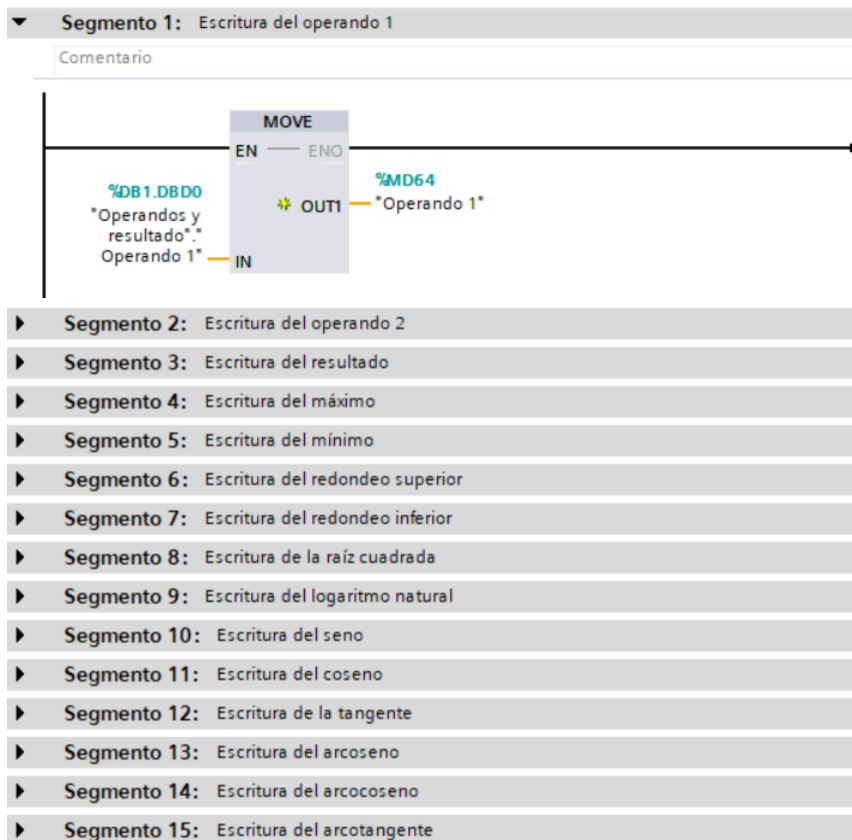 Segmento 1: Escritura del operando 1
Comentario
MOVE
EN ENO
%DB1.DBD0
"Operandos y
resultado"."
Operando 1"
IN
%MD64
OUT1 "Operando 1"
Segmento 2: Escritura del operando 2
Segmento 3: Escritura del resultado
Segmento 4: Escritura del máximo
Segmento 5: Escritura del mínimo
Segmento 6: Escritura del redondeo superior
Segmento 7: Escritura del redondeo inferior
Segmento 8: Escritura de la raíz cuadrada
Segmento 9: Escritura del logaritmo natural
Segmento 10: Escritura del seno
Segmento 11: Escritura del coseno
Segmento 12: Escritura de la tangente
Segmento 13: Escritura del arcoseno
Segmento 14: Escritura del arcocoseno
Segmento 15: Escritura del arcotangente